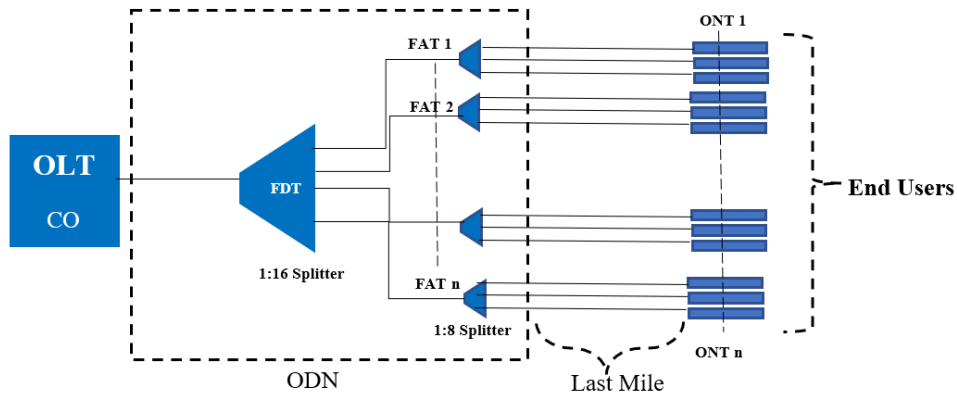 ONT 1
FAT 1
FAT 2
OLT
CO
FDT
End Users
1:16 Splitter
FAT n
1:8 Splitter
ONT n
ODN
Last Mile